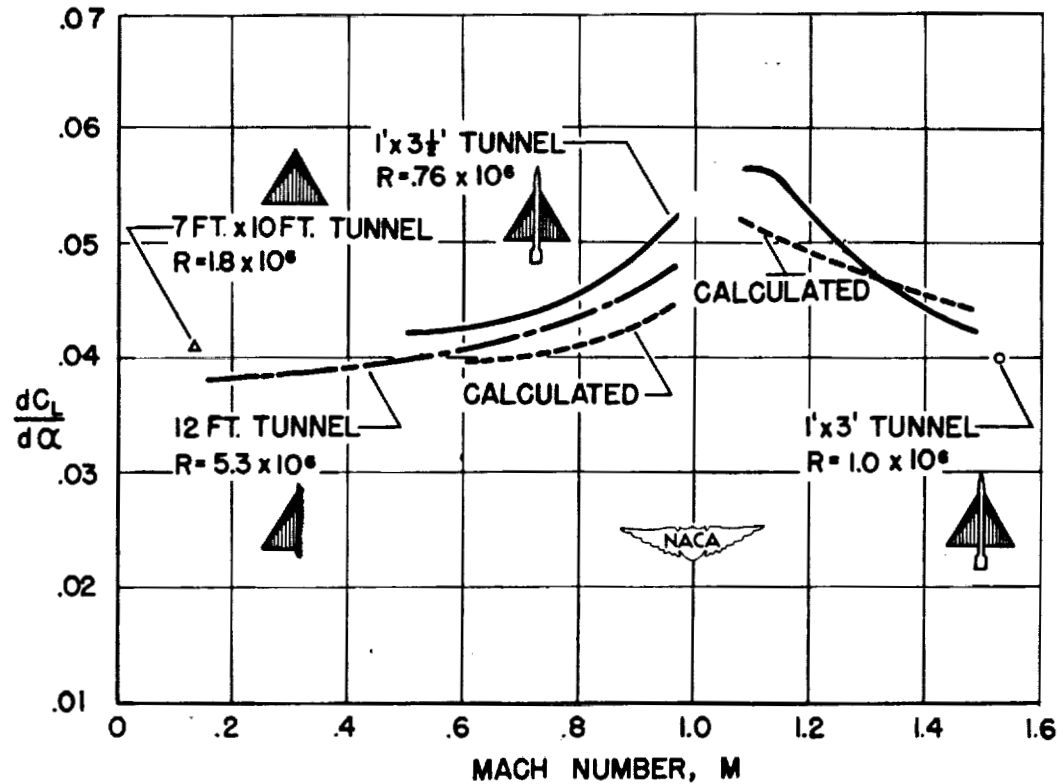 .07
.06
.05
.04
.03
.02
.01
dC_L
dα
1' x 3½' TUNNEL
R=.76 x 10⁶
7 FT. x 10 FT. TUNNEL
R=1.8 x 10⁶
CALCULATED
CALCULATED
12 FT. TUNNEL
R=5.3 x 10⁶
1' x 3' TUNNEL
R=1.0 x 10⁶
NACA
0 .2 .4 .6 .8 1.0 1.2 1.4 1.6
MACH NUMBER, M